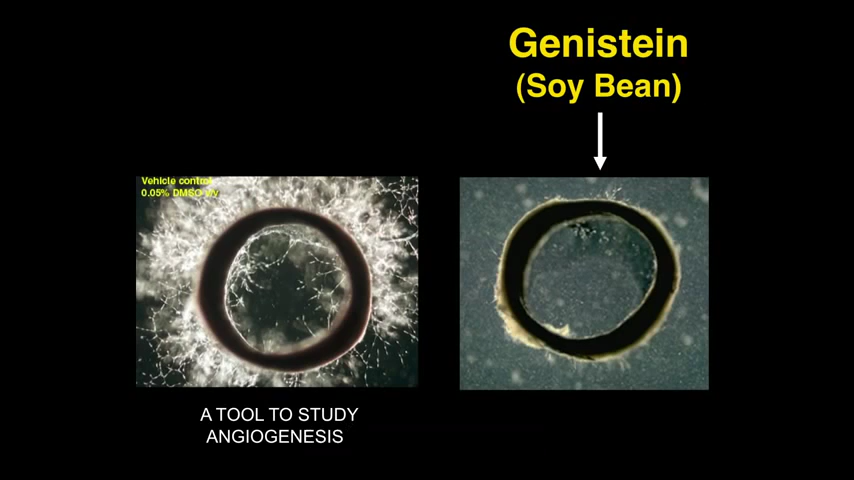 Genistein
(Soy Bean)
Vehicle control
0.05% DMSO v/v
A TOOL TO STUDY
ANGIOGENESIS